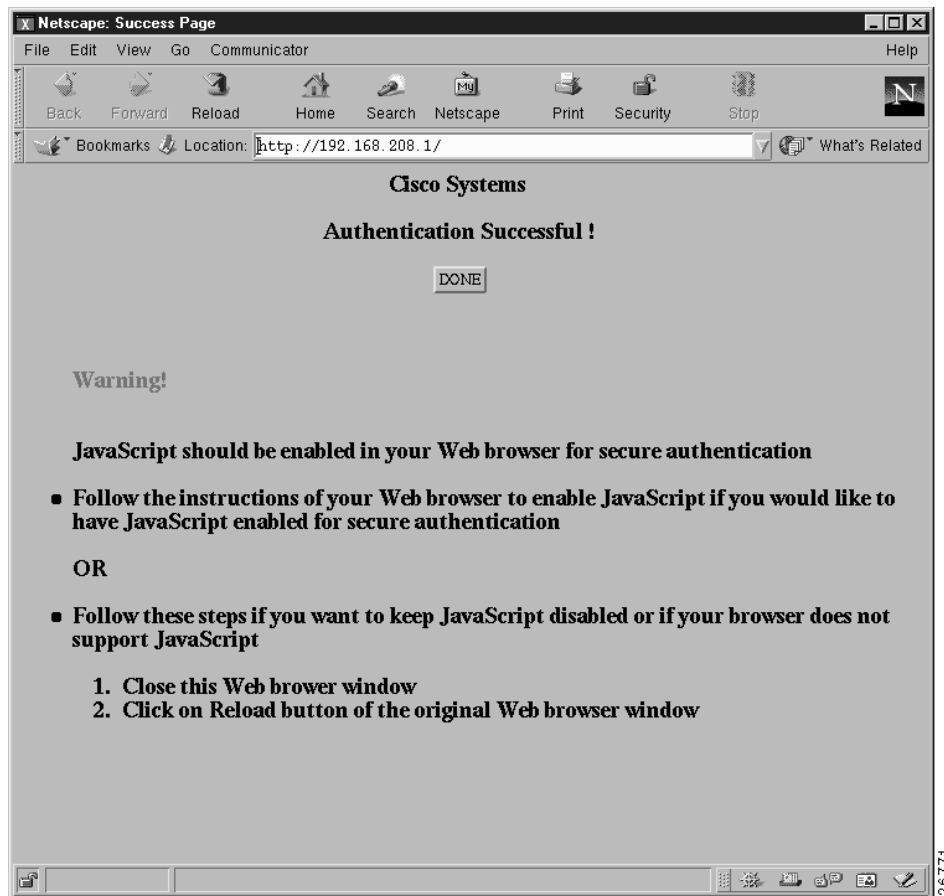 Netscape: Success Page
File Edit View Go Communicator Help
Back Forward Reload Home Search Netscape Print Security Stop
My
N
Bookmarks Location: http://192.168.208.1/ What's Related
Cisco Systems
Authentication Successful !
DONE
Warning!
JavaScript should be enabled in your Web browser for secure authentication
Follow the instructions of your Web browser to enable JavaScript if you would like to
have JavaScript enabled for secure authentication
OR
Follow these steps if you want to keep JavaScript disabled or if your browser does not
support JavaScript
1. Close this Web brower window
2. Click on Reload button of the original Web browser window
26771